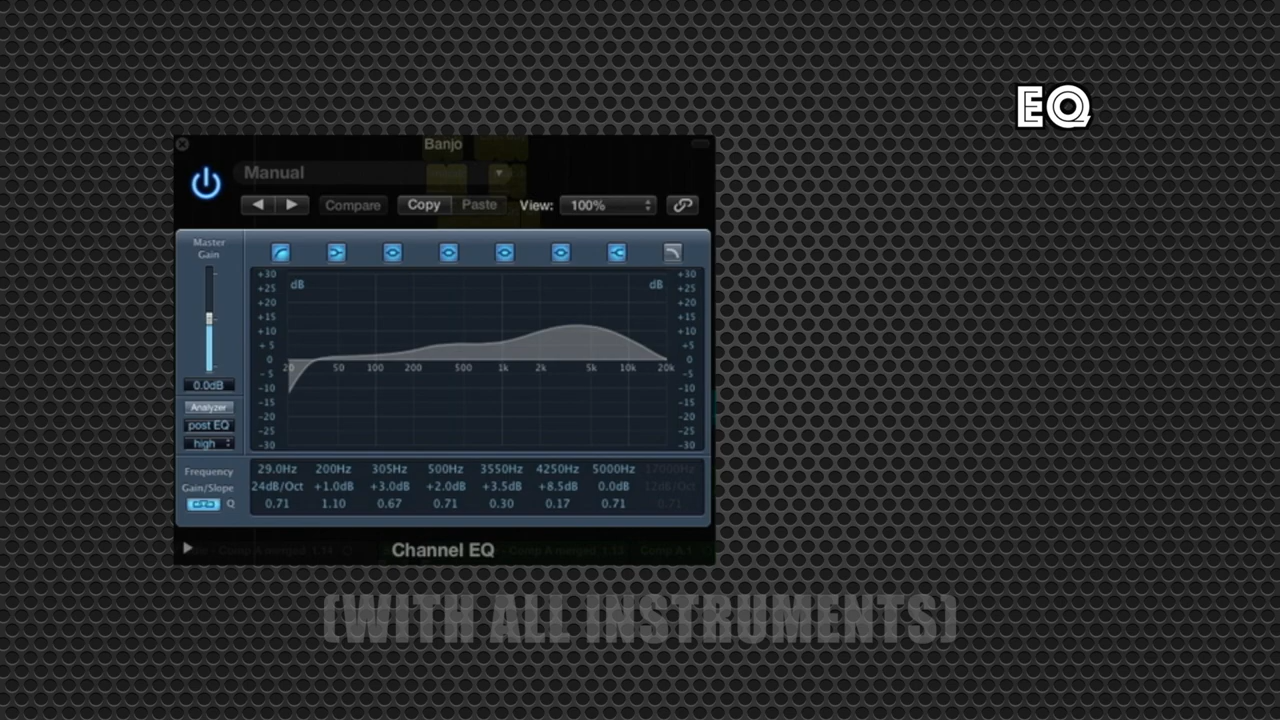 EQ
Banjo
Manual
Compare Copy Paste View: 100%
Master
Gain
+30 +30
+25 dB dB +25
+20 +20
+15 +15
+10 +10
+ 5 + 5
0 0
20 50 100 200 500 1k 2k 5k 10k 20k
- 5 -5
-10 -10
-15 -15
-20 -20
-25 -25
-30 -30
0.0dB
Analyzer
post EQ
high
Frequency 29.0Hz 200Hz 305Hz 500Hz 3550Hz 4250Hz 5000Hz 17000Hz
Gain/Slope 24dB/Oct +1.0dB +3.0dB +2.0dB +3.5dB +8.5dB 0.0dB 12dB/Oct
Q 0.71 1.10 0.67 0.71 0.30 0.17 0.71 0.71
Channel EQ
(WITH ALL INSTRUMENTS)